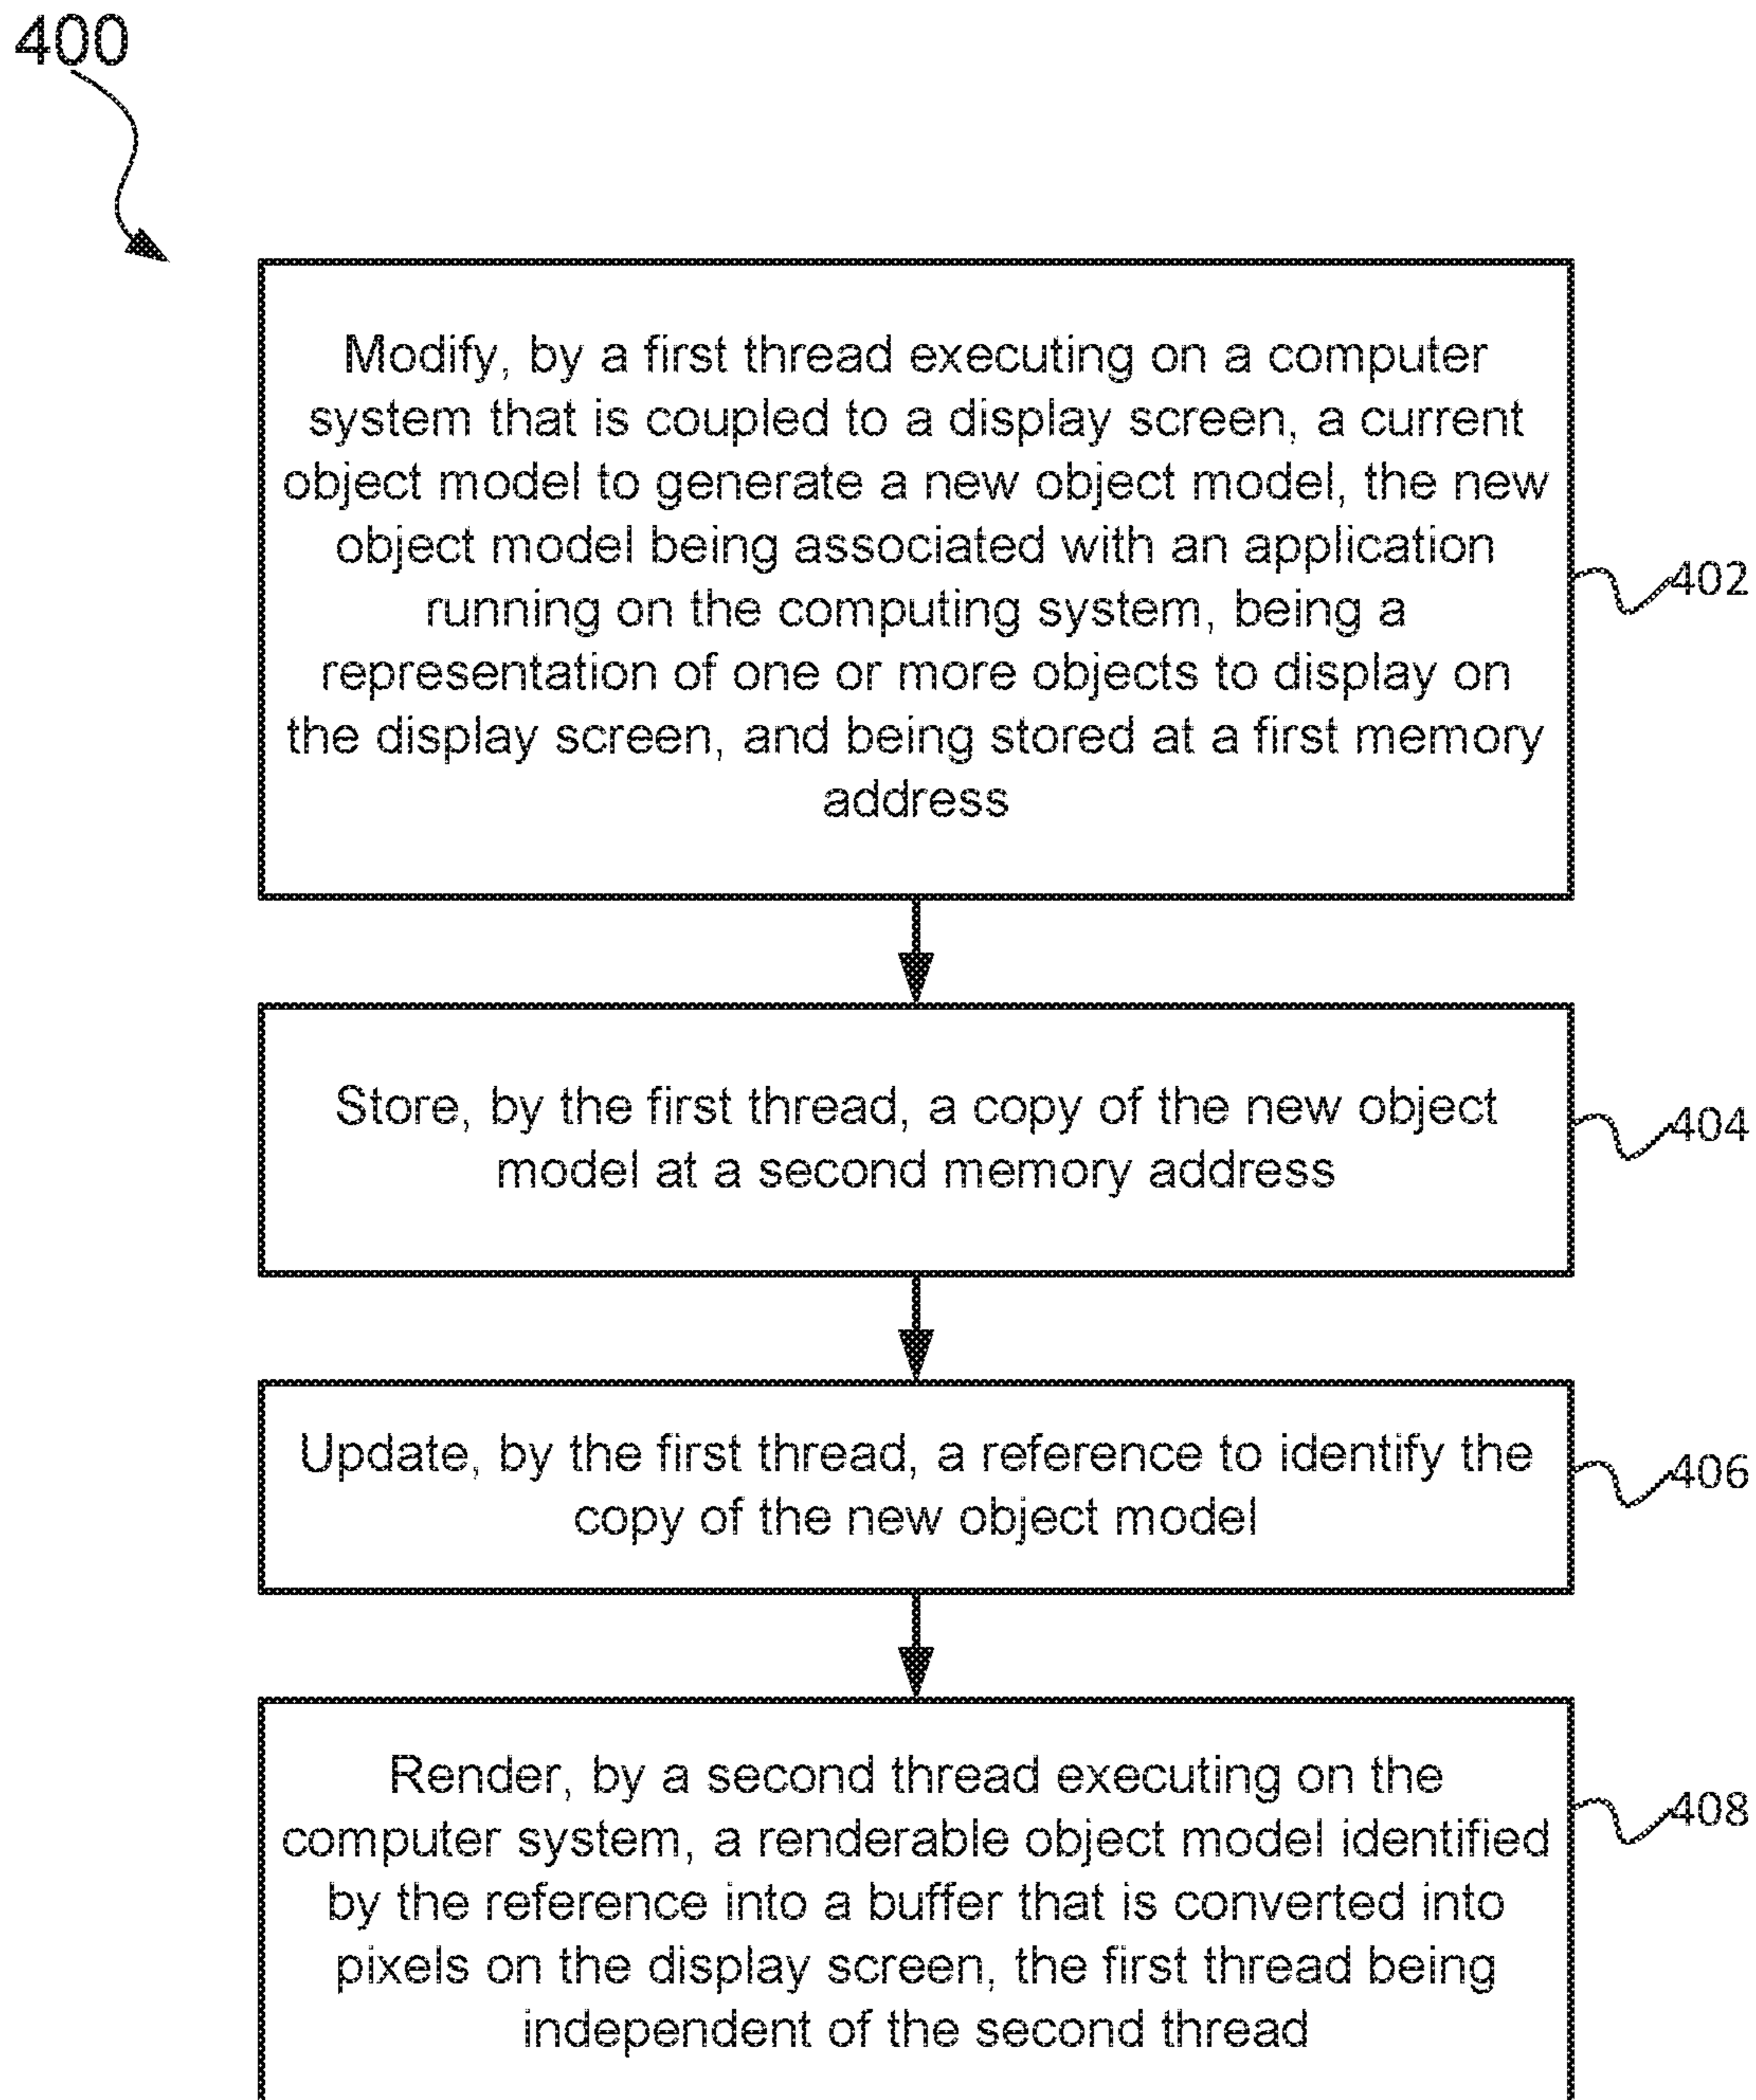 400
Modify, by a first thread executing on a computer
system that is coupled to a display screen, a current
object model to generate a new object model, the new
object model being associated with an application
running on the computing system, being a
representation of one or more objects to display on
the display screen, and being stored at a first memory
address
402
Store, by the first thread, a copy of the new object
model at a second memory address
404
Update, by the first thread, a reference to identify the
copy of the new object model
406
Render, by a second thread executing on the
computer system, a renderable object model identified
by the reference into a buffer that is converted into
pixels on the display screen, the first thread being
independent of the second thread
408